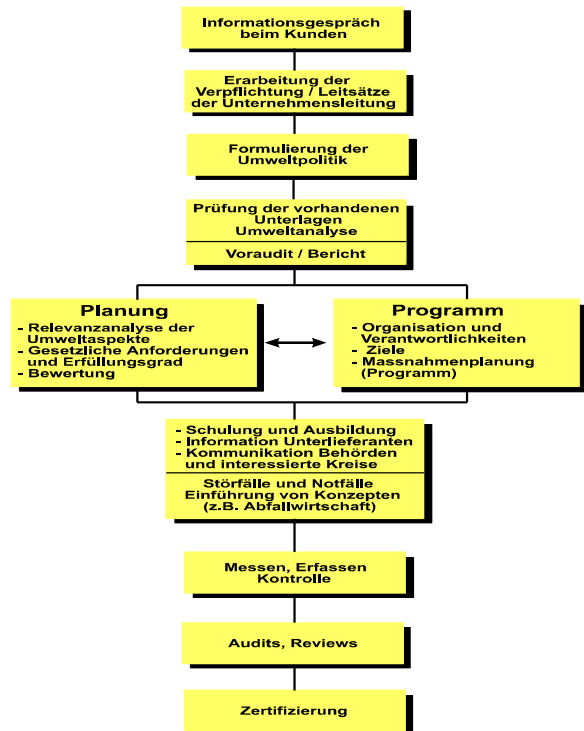 Informationsgespräch
beim Kunden
Erarbeitung der
Verpflichtung / Leitsätze
der Unternehmensleitung
Formulierung der
Umweltpolitik
Prüfung der vorhandenen
Unterlagen
Umweltanalyse
Voraudit / Bericht
Planung
- Relevanzanalyse der
Umweltaspekte
- Gesetzliche Anforderungen
und Erfüllungsgrad
- Bewertung
Programm
- Organisation und
Verantwortlichkeiten
- Ziele
- Massnahmenplanung
(Programm)
- Schulung und Ausbildung
- Information Unterlieferanten
- Kommunikation Behörden
und interessierte Kreise
Störfälle und Notfälle
Einführung von Konzepten
(z.B. Abfallwirtschaft)
Messen, Erfassen
Kontrolle
Audits, Reviews
Zertifizierung